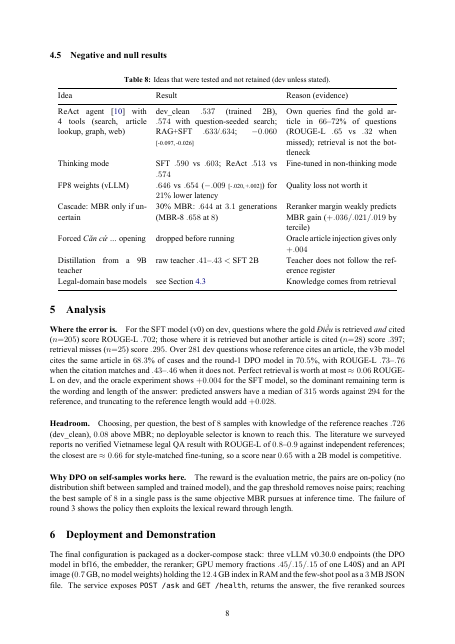 4.5 Negative and null results
Table 8: Ideas that were tested and not retained (dev unless stated).
Idea Result Reason (evidence)
ReAct agent [10] with dev_clean .537 (trained 2B), Own queries find the gold ar-
4 tools (search, article .574 with question-seeded search; ticle in 66–72% of questions
lookup, graph, web) RAG+SFT .633/.634; −0.060 (ROUGE-L .65 vs .32 when
[-0.097,-0.026] missed); retrieval is not the bot-
tleneck
Thinking mode SFT .590 vs .603; ReAct .513 vs Fine-tuned in non-thinking mode
.574
FP8 weights (vLLM) .646 vs .654 (−.009 [-.020,+.002]) for Quality loss not worth it
21% lower latency
Cascade: MBR only if un- 30% MBR: .644 at 3.1 generations Reranker margin weakly predicts
certain (MBR-8 .658 at 8) MBR gain (+.036/.021/.019 by
tercile)
Forced Căn cứ ... opening dropped before running Oracle article injection gives only
+.004
Distillation from a 9B raw teacher .41–.43 < SFT 2B Teacher does not follow the ref-
teacher erence register
Legal-domain base models see Section 4.3 Knowledge comes from retrieval
5 Analysis
Where the error is. For the SFT model (v0) on dev, questions where the gold Điều is retrieved and cited
(n=205) score ROUGE-L .702; those where it is retrieved but another article is cited (n=28) score .397;
retrieval misses (n=25) score .295. Over 281 dev questions whose reference cites an article, the v3b model
cites the same article in 68.3% of cases and the round-1 DPO model in 70.5%, with ROUGE-L .73–.76
when the citation matches and .43–.46 when it does not. Perfect retrieval is worth at most ≈ 0.06 ROUGE-
L on dev, and the oracle experiment shows +0.004 for the SFT model, so the dominant remaining term is
the wording and length of the answer: predicted answers have a median of 315 words against 294 for the
reference, and truncating to the reference length would add +0.028.
Headroom. Choosing, per question, the best of 8 samples with knowledge of the reference reaches .726
(dev_clean), 0.08 above MBR; no deployable selector is known to reach this. The literature we surveyed
reports no verified Vietnamese legal QA result with ROUGE-L of 0.8–0.9 against independent references;
the closest are ≈ 0.66 for style-matched fine-tuning, so a score near 0.65 with a 2B model is competitive.
Why DPO on self-samples works here. The reward is the evaluation metric, the pairs are on-policy (no
distribution shift between sampled and trained model), and the gap threshold removes noise pairs; reaching
the best sample of 8 in a single pass is the same objective MBR pursues at inference time. The failure of
round 3 shows the policy then exploits the lexical reward through length.
6 Deployment and Demonstration
The final configuration is packaged as a docker-compose stack: three vLLM v0.30.0 endpoints (the DPO
model in bf16, the embedder, the reranker; GPU memory fractions .45/.15/.15 of one L40S) and an API
image (0.7 GB, no model weights) holding the 12.4 GB index in RAM and the few-shot pool as a 3 MB JSON
file. The service exposes POST /ask and GET /health, returns the answer, the five reranked sources
8